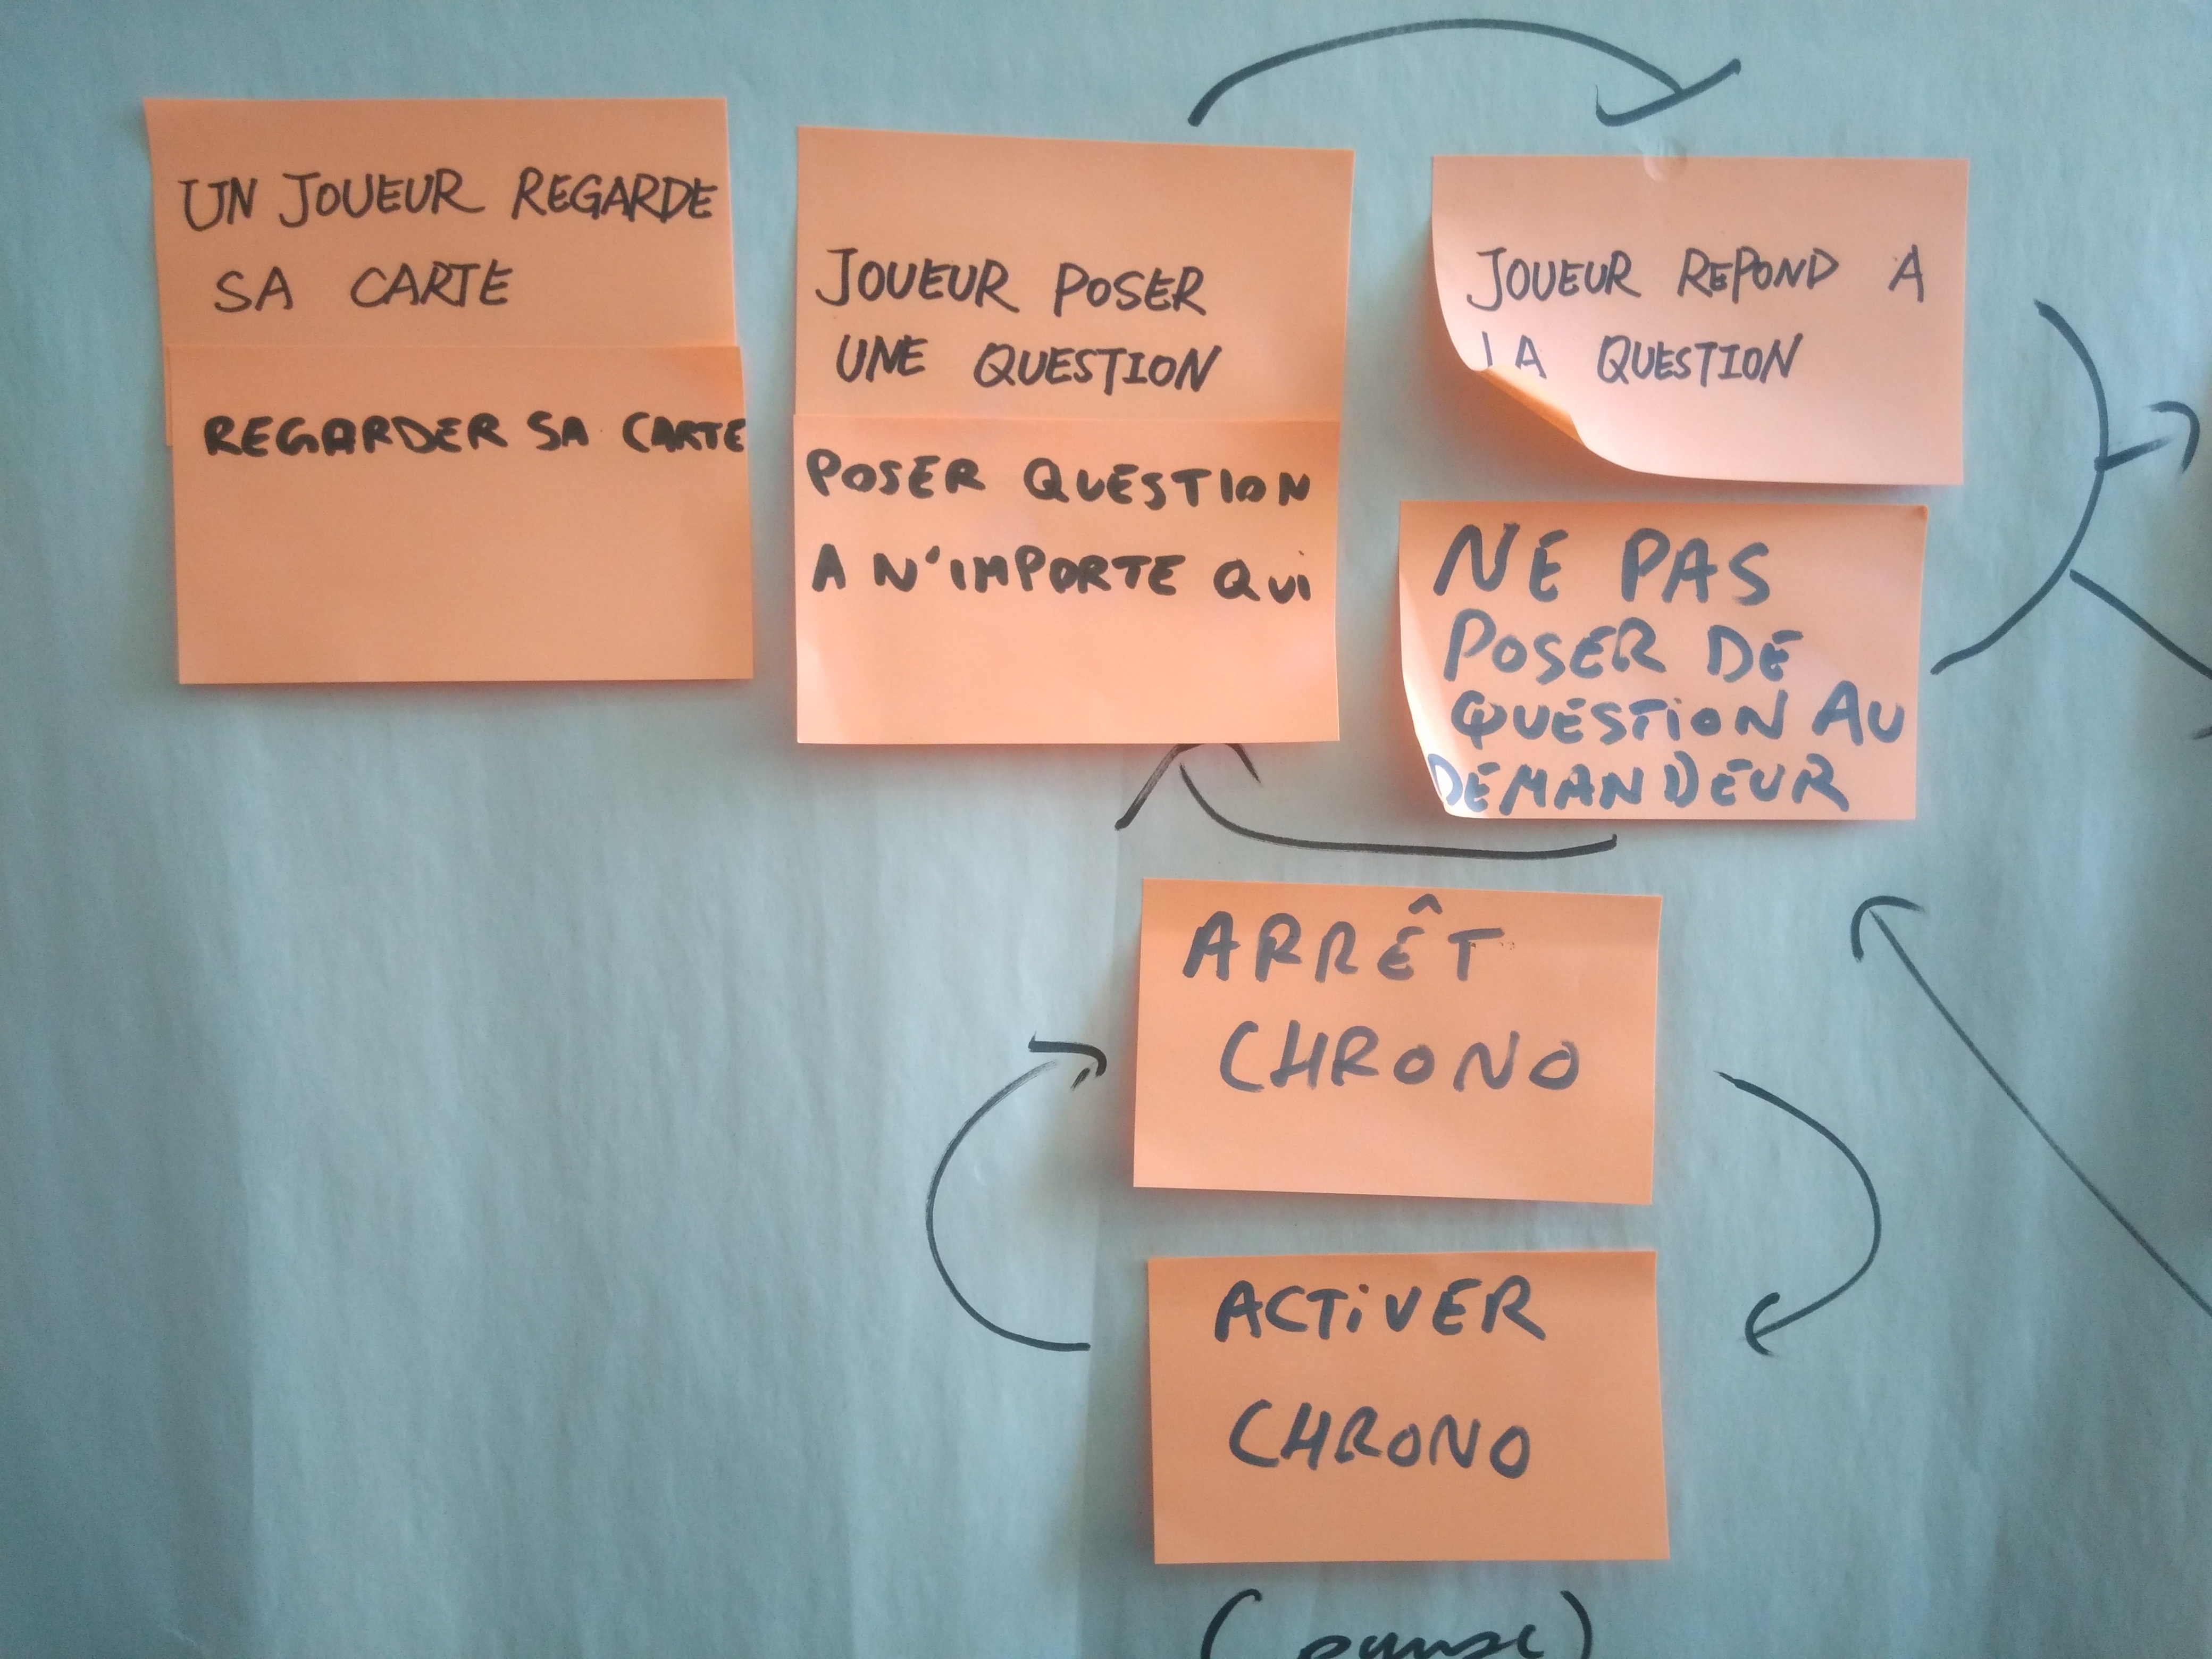 UN JOUEUR REGARDE
SA CARTE
REGARDER SA CARTE
JOUEUR POSER
UNE QUESTION
POSER QUESTION
A N'IMPORTE QUI
JOUEUR REPOND A
LA QUESTION
NE PAS
POSER DE
QUESTION AU
DEMANDEUR
ARRÊT
CHRONO
ACTIVER
CHRONO
(pause)